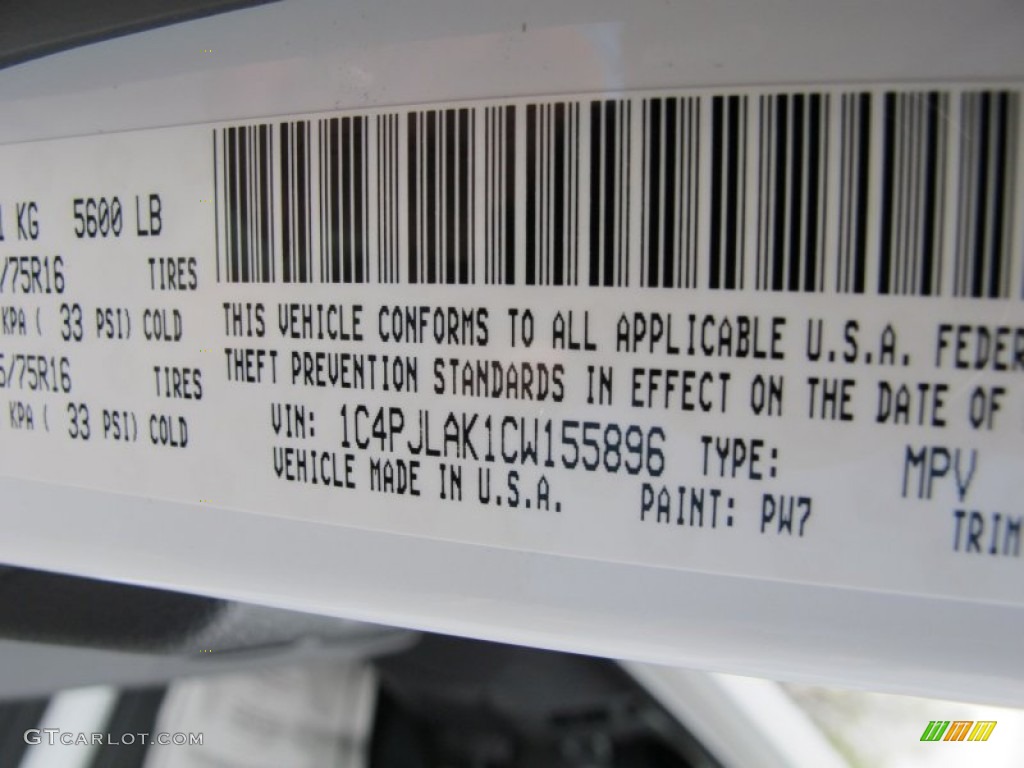 1 KG 5600 LB
/75R16 TIRES
KPA ( 33 PSI) COLD
5/75R16 TIRES
KPA ( 33 PSI) COLD
THIS VEHICLE CONFORMS TO ALL APPLICABLE U.S.A. FEDER
THEFT PREVENTION STANDARDS IN EFFECT ON THE DATE OF
VIN: 1C4PJLAK1CW155896 TYPE: MPV
VEHICLE MADE IN U.S.A. PAINT: PW7 TRIM
GTCARLOT.COM